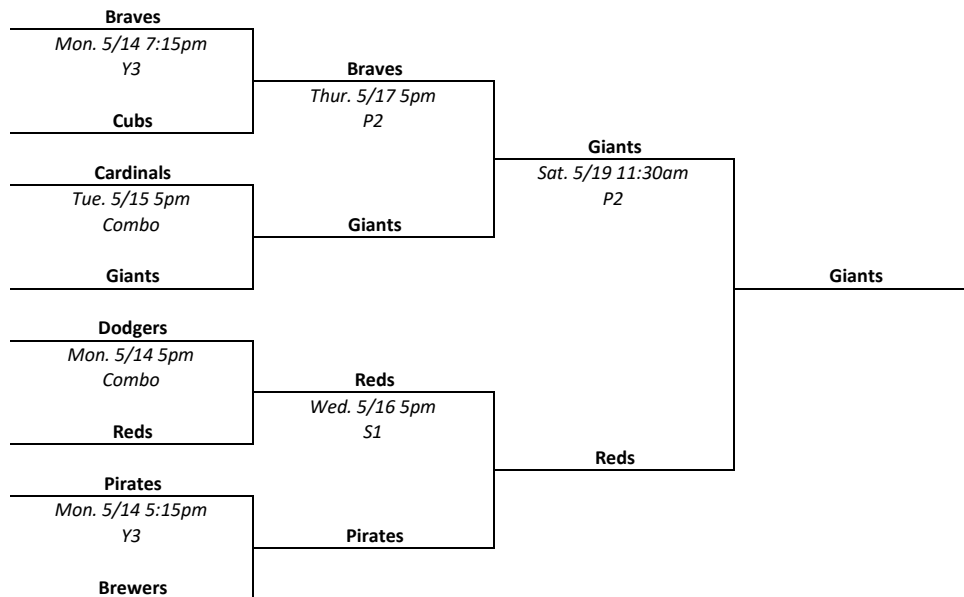 Braves
Mon. 5/14 7:15pm
Y3
Braves
Thur. 5/17 5pm
P2
Cubs
Giants
Sat. 5/19 11:30am
P2
Cardinals
Tue. 5/15 5pm
Combo
Giants
Giants
Giants
Dodgers
Mon. 5/14 5pm
Combo
Reds
Wed. 5/16 5pm
S1
Reds
Reds
Pirates
Mon. 5/14 5:15pm
Y3
Pirates
Brewers